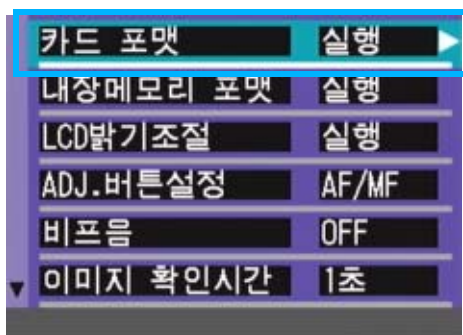 카드 포맷 실행
내장메모리 포맷 실행
LCD밝기조절 실행
ADJ.버튼설정 AF/MF
비프음 OFF
이미지 확인시간 1초